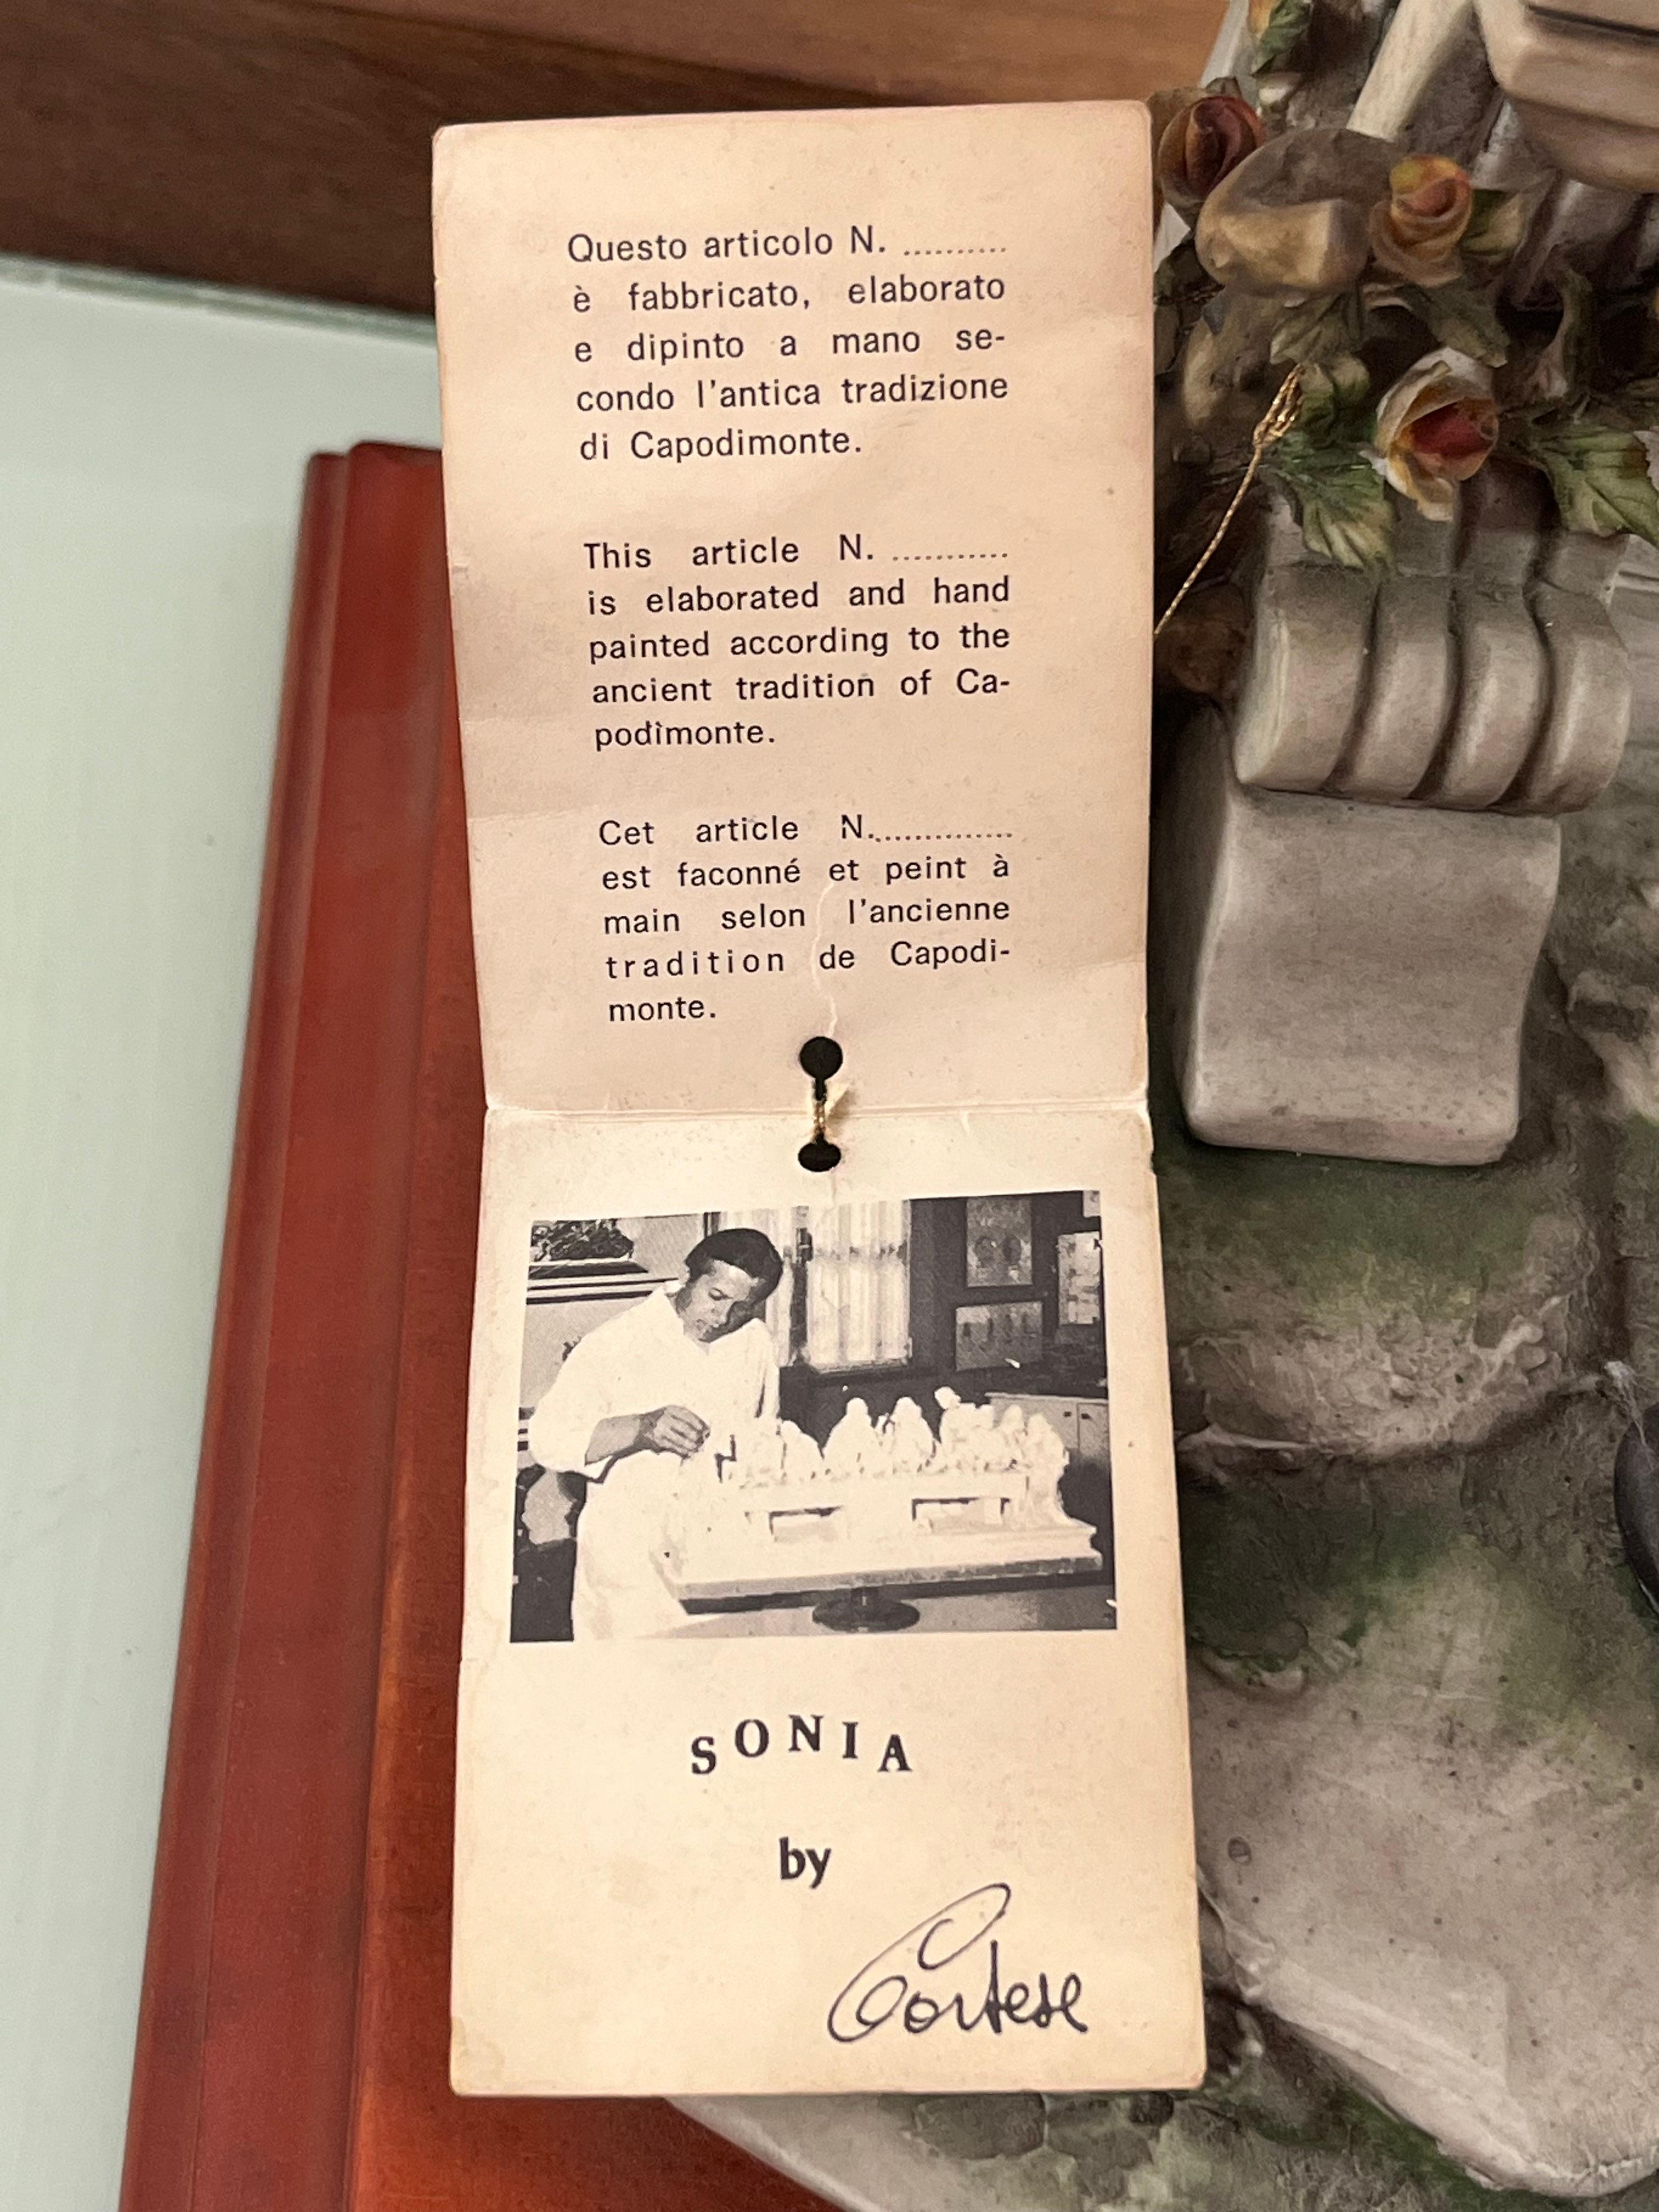 Questo articolo N. ..........
è fabbricato, elaborato
e dipinto a mano se-
condo l'antica tradizione
di Capodimonte.
This article N. ...........
is elaborated and hand
painted according to the
ancient tradition of Ca-
podìmonte.
Cet article N...............
est faconné et peint à
main selon l'ancienne
tradition de Capodi-
monte.
SONIA
by
Cortese